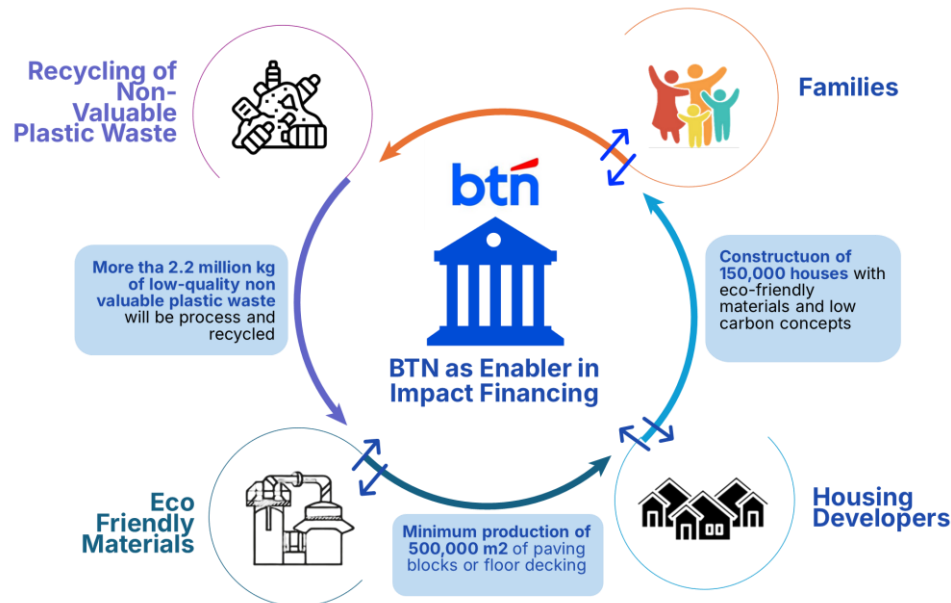 Recycling of
Non-
Valuable
Plastic Waste
Families
btn
More tha 2.2 million kg
of low-quality non
valuable plastic waste
will be process and
recycled
Constructuon of
150,000 houses with
eco-friendly
materials and low
carbon concepts
BTN as Enabler in
Impact Financing
Eco
Friendly
Materials
Minimum production of
500,000 m2 of paving
blocks or floor decking
Housing
Developers